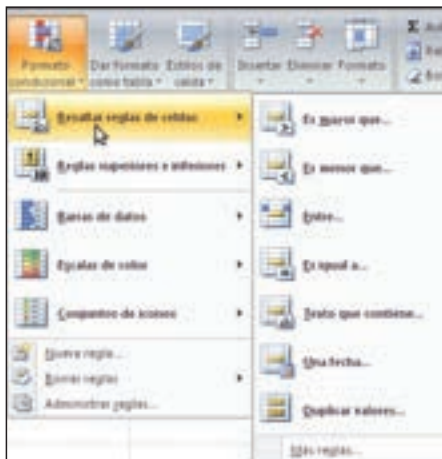 Formato condicional
Dar formato como tabla
Estilos de celda
Insertar
Eliminar
Formato
Σ
Resaltar reglas de celdas
Reglas superiores e inferiores
Barras de datos
Escalas de color
Conjuntos de iconos
Nueva regla...
Borrar reglas
Administrar reglas...
Es mayor que...
Es menor que...
Entre...
Es igual a...
Texto que contiene...
Una fecha...
Duplicar valores...
Más reglas...